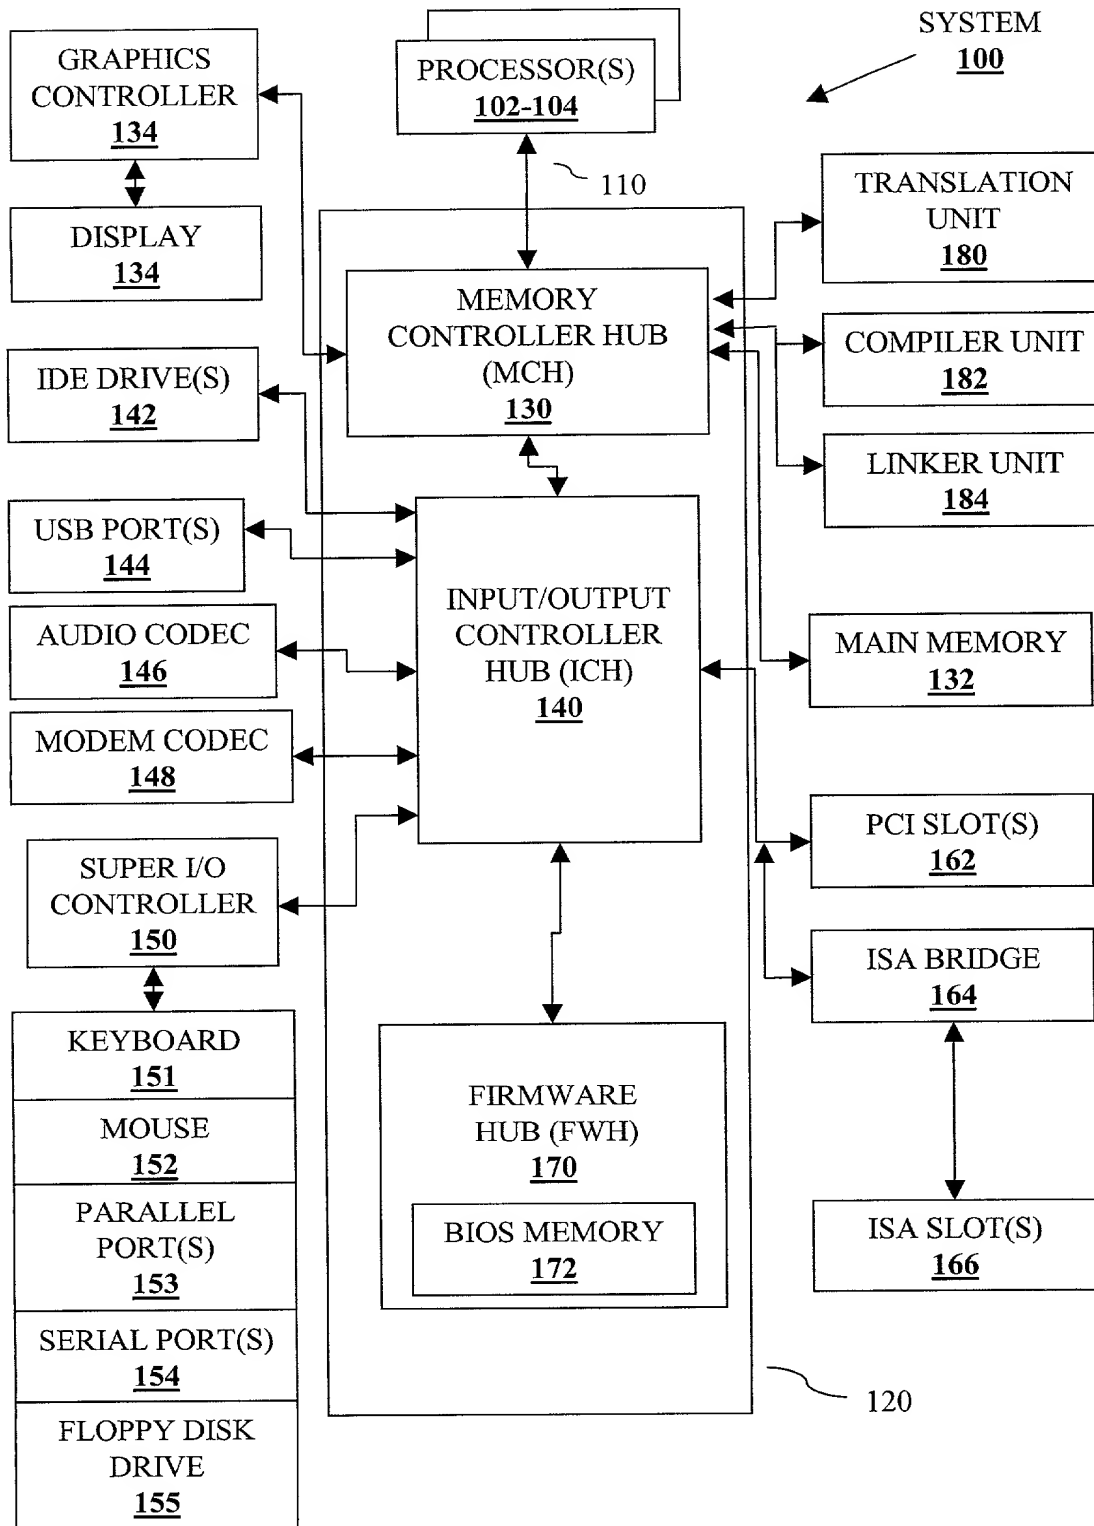 SYSTEM
100
GRAPHICS
CONTROLLER
134
PROCESSOR(S)
102-104
110
TRANSLATION
UNIT
180
DISPLAY
134
MEMORY
CONTROLLER HUB
(MCH)
130
COMPILER UNIT
182
IDE DRIVE(S)
142
LINKER UNIT
184
USB PORT(S)
144
INPUT/OUTPUT
CONTROLLER
HUB (ICH)
140
AUDIO CODEC
146
MAIN MEMORY
132
MODEM CODEC
148
PCI SLOT(S)
162
SUPER I/O
CONTROLLER
150
ISA BRIDGE
164
KEYBOARD
151
MOUSE
152
PARALLEL
PORT(S)
153
SERIAL PORT(S)
154
FLOPPY DISK
DRIVE
155
FIRMWARE
HUB (FWH)
170
BIOS MEMORY
172
ISA SLOT(S)
166
120